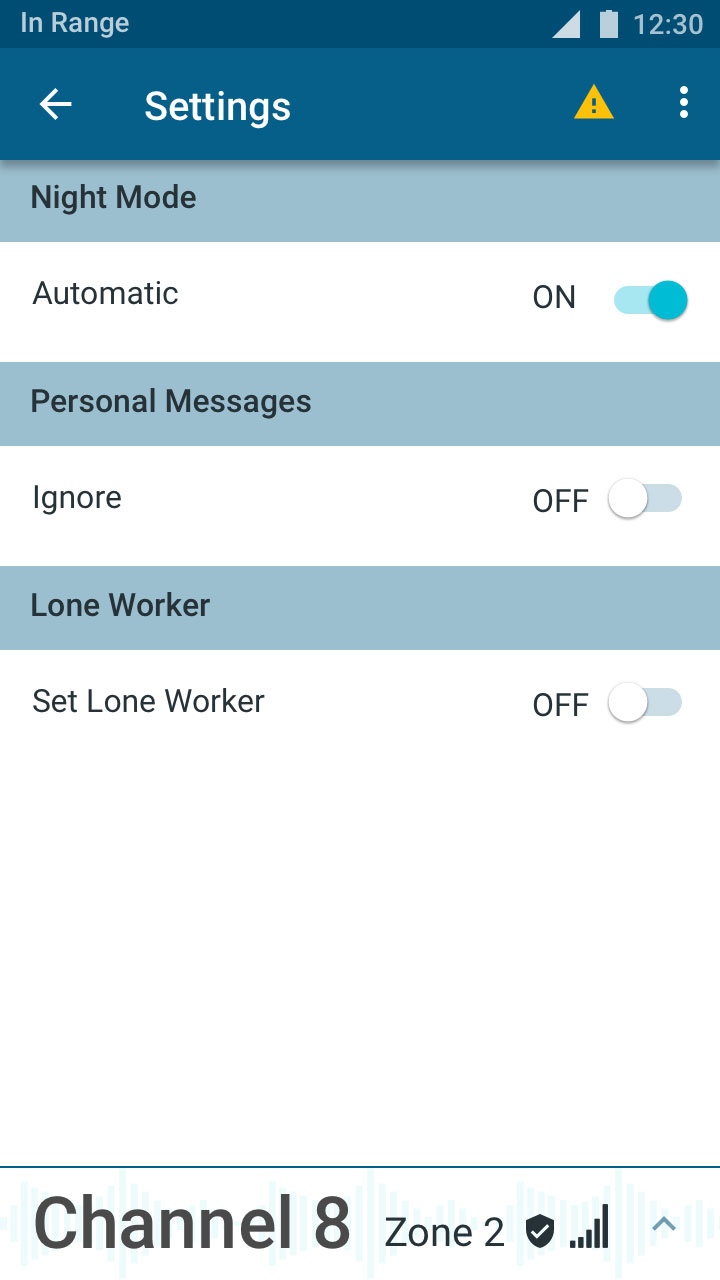 In Range 12:30
Settings
Night Mode
Automatic ON
Personal Messages
Ignore OFF
Lone Worker
Set Lone Worker OFF
Channel 8 Zone 2